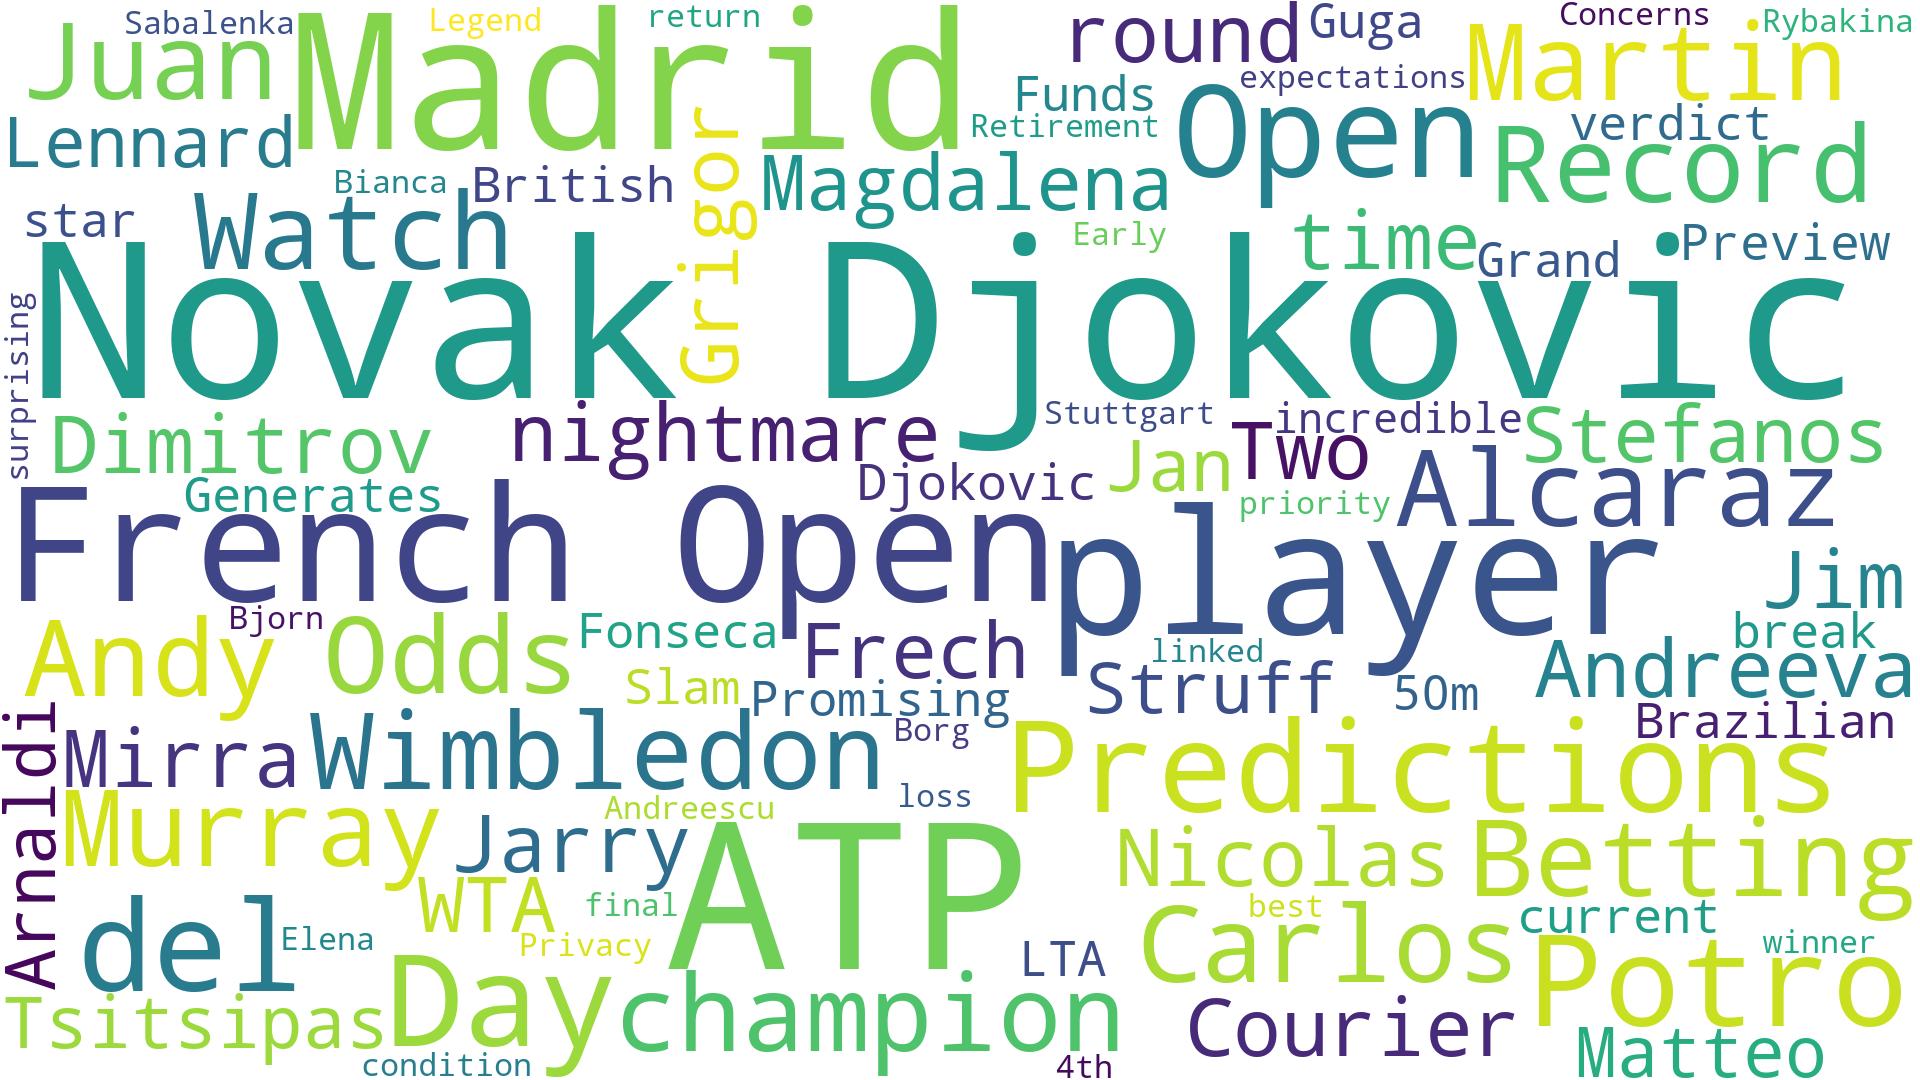 Sabalenka
Legend
return
Concerns
Rybakina
Juan
Madrid
round
Guga
Martin
expectations
Funds
Open
Retirement
verdict
Lennard
Record
Grigor
Bianca
British
Magdalena
star
Watch
Early
time
Grand
Preview
surprising
Novak Djokovic
Dimitrov
nightmare
Stuttgart
Two
incredible
Stefanos
Generates
Djokovic
Jan
priority
Alcaraz
French Open
player
Jim
Bjorn
Andy
Odds
Fonseca
Frech
linked
break
Slam
Promising
Struff
50m
Andreeva
Arnaldi
Mirra
Wimbledon
Borg
Predictions
Brazilian
Murray
Andreescu
loss
Jarry
ATP
Nicolas
Betting
del
Elena
WTA
final
Privacy
best
Carlos
current
LTA
winner
Potro
Tsitsipas
Day
champion
Courier
Matteo
condition
4th